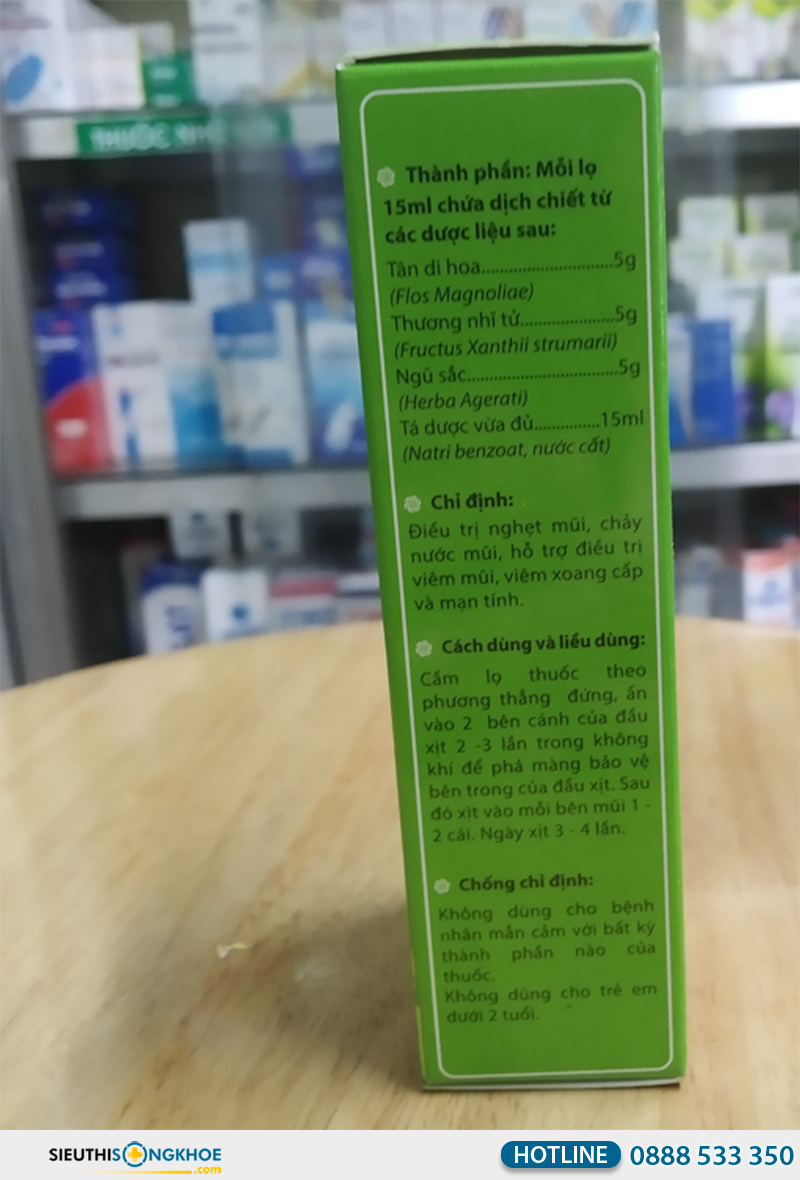 THUỐC NH
Thành phần: Mỗi lọ
15ml chứa dịch chiết từ
các dược liệu sau:
Tân di hoa.............................5g
(Flos Magnoliae)
Thương nhĩ tử.....................5g
(Fructus Xanthii strumarii)
Ngũ sắc.................................5g
(Herba Agerati)
Tá dược vừa đủ...............15ml
(Natri benzoat, nước cất)
Chỉ định:
Điều trị nghẹt mũi, chảy
nước mũi, hỗ trợ điều trị
viêm mũi, viêm xoang cấp
và mạn tính.
Cách dùng và liều dùng:
Cầm lọ thuốc theo
phương thẳng đứng, ấn
vào 2 bên cánh của đầu
xịt 2 -3 lần trong không
khí để phá màng bảo vệ
bên trong của đầu xịt. Sau
đó xịt vào mỗi bên mũi 1 -
2 cái. Ngày xịt 3 - 4 lần.
Chống chỉ định:
Không dùng cho bệnh
nhân mẫn cảm với bất kỳ
thành phần nào của
thuốc.
Không dùng cho trẻ em
dưới 2 tuổi.
SIEUTHISONGKHOE
.com
HOTLINE 0888 533 350